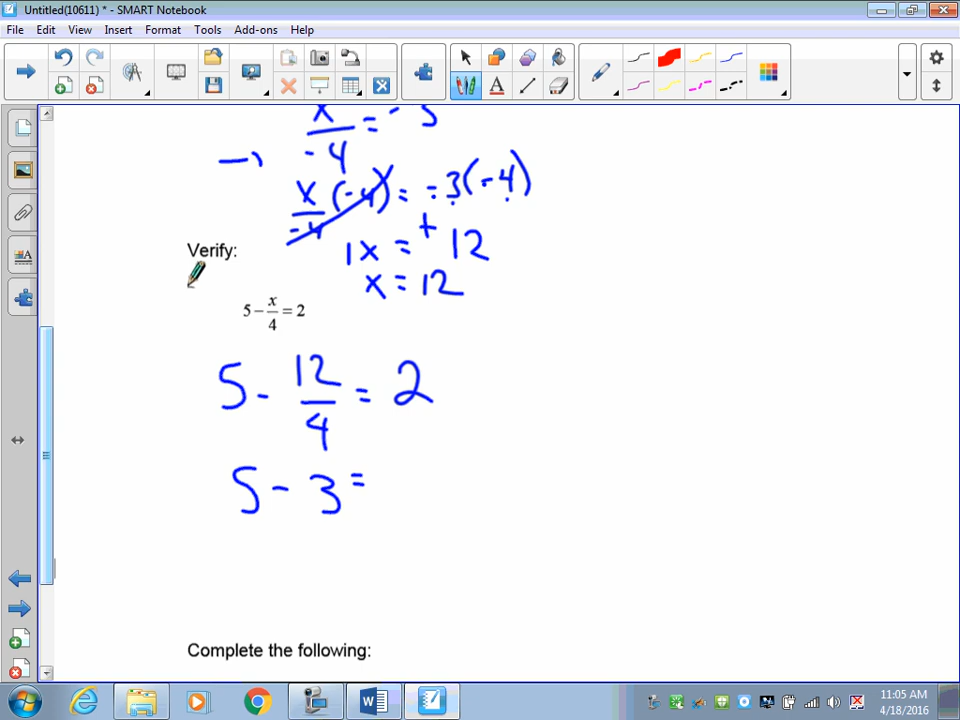 Untitled(10611) * - SMART Notebook
File Edit View Insert Format Tools Add-ons Help
x/-4 = -3
→
x/-4 (-4) = -3(-4)
1x = +12
Verify:
x = 12
5 - x/4 = 2
5 - 12/4 = 2
5 - 3 =
Complete the following:
11:05 AM
4/18/2016